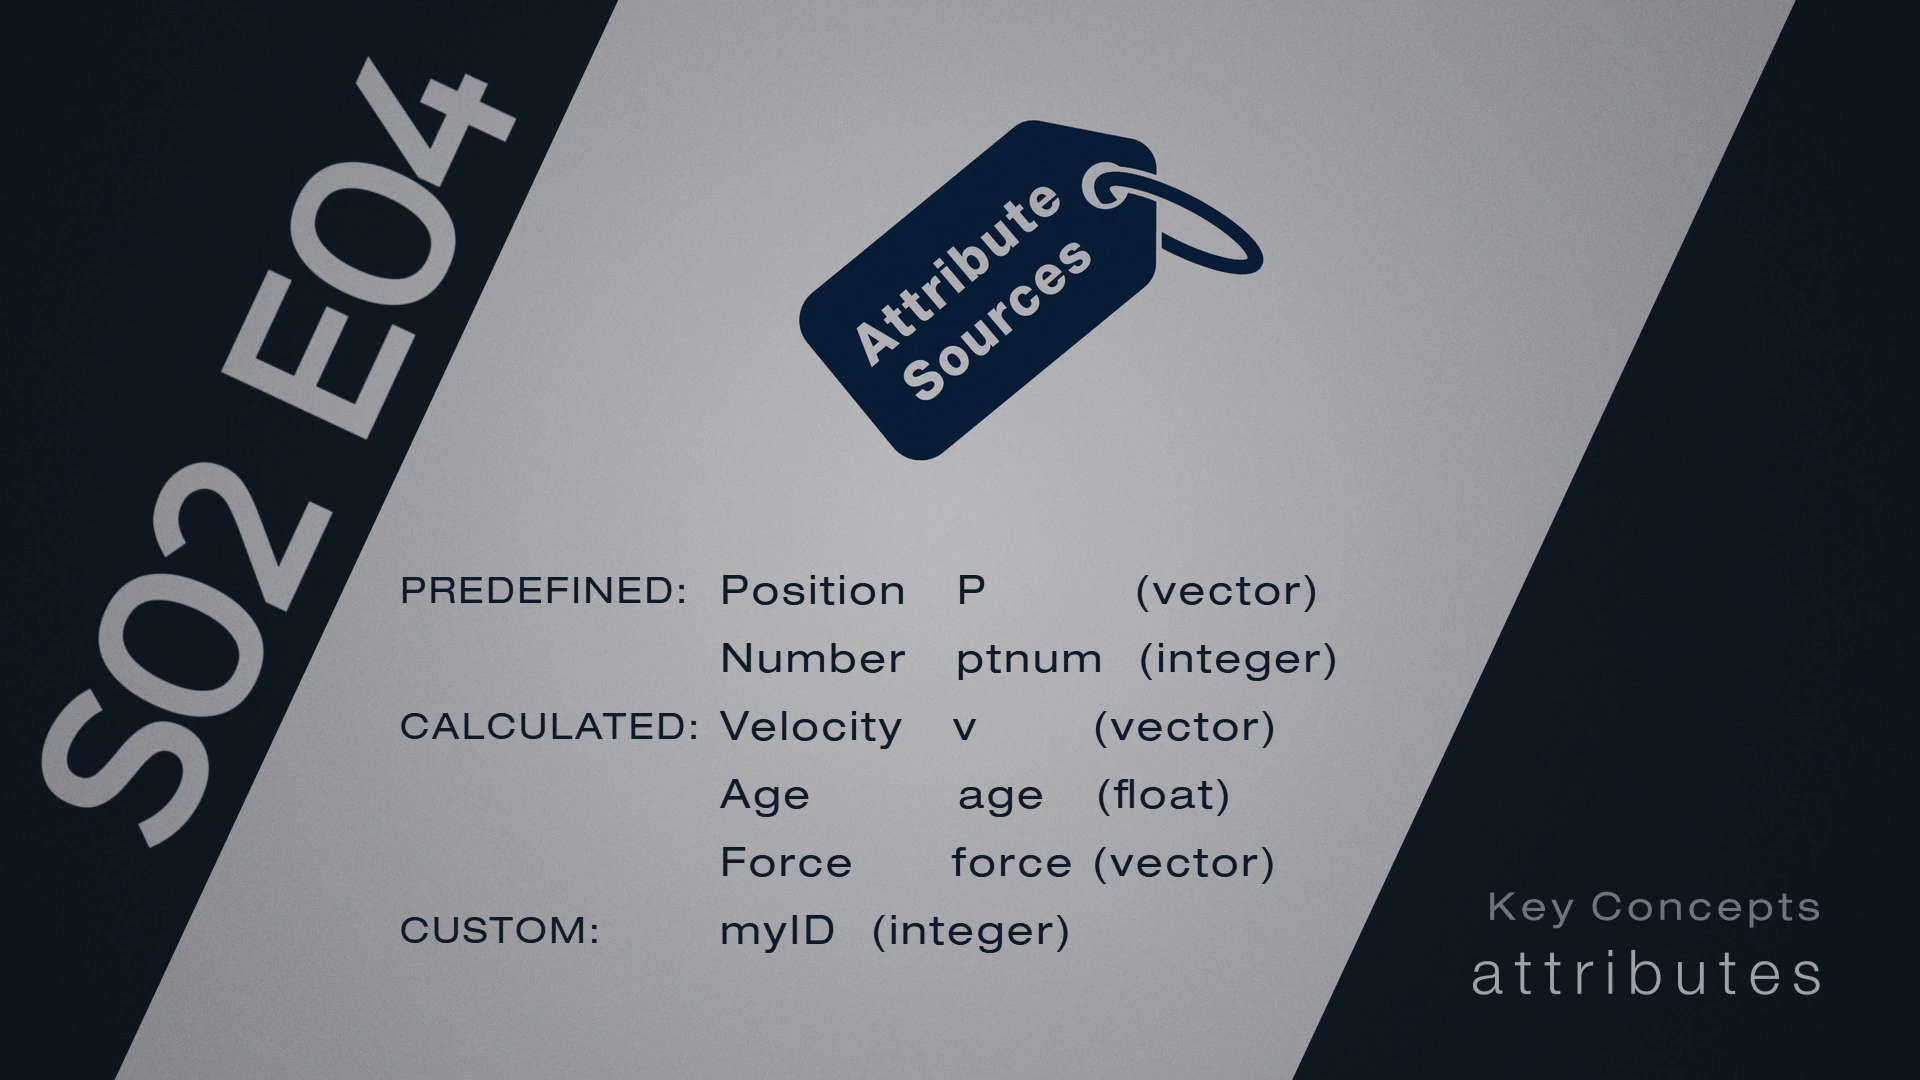 S02 E04
Attribute
Sources
PREDEFINED: Position P (vector)
Number ptnum (integer)
CALCULATED: Velocity v (vector)
Age age (float)
Force force (vector)
CUSTOM: myID (integer)
Key Concepts
attributes